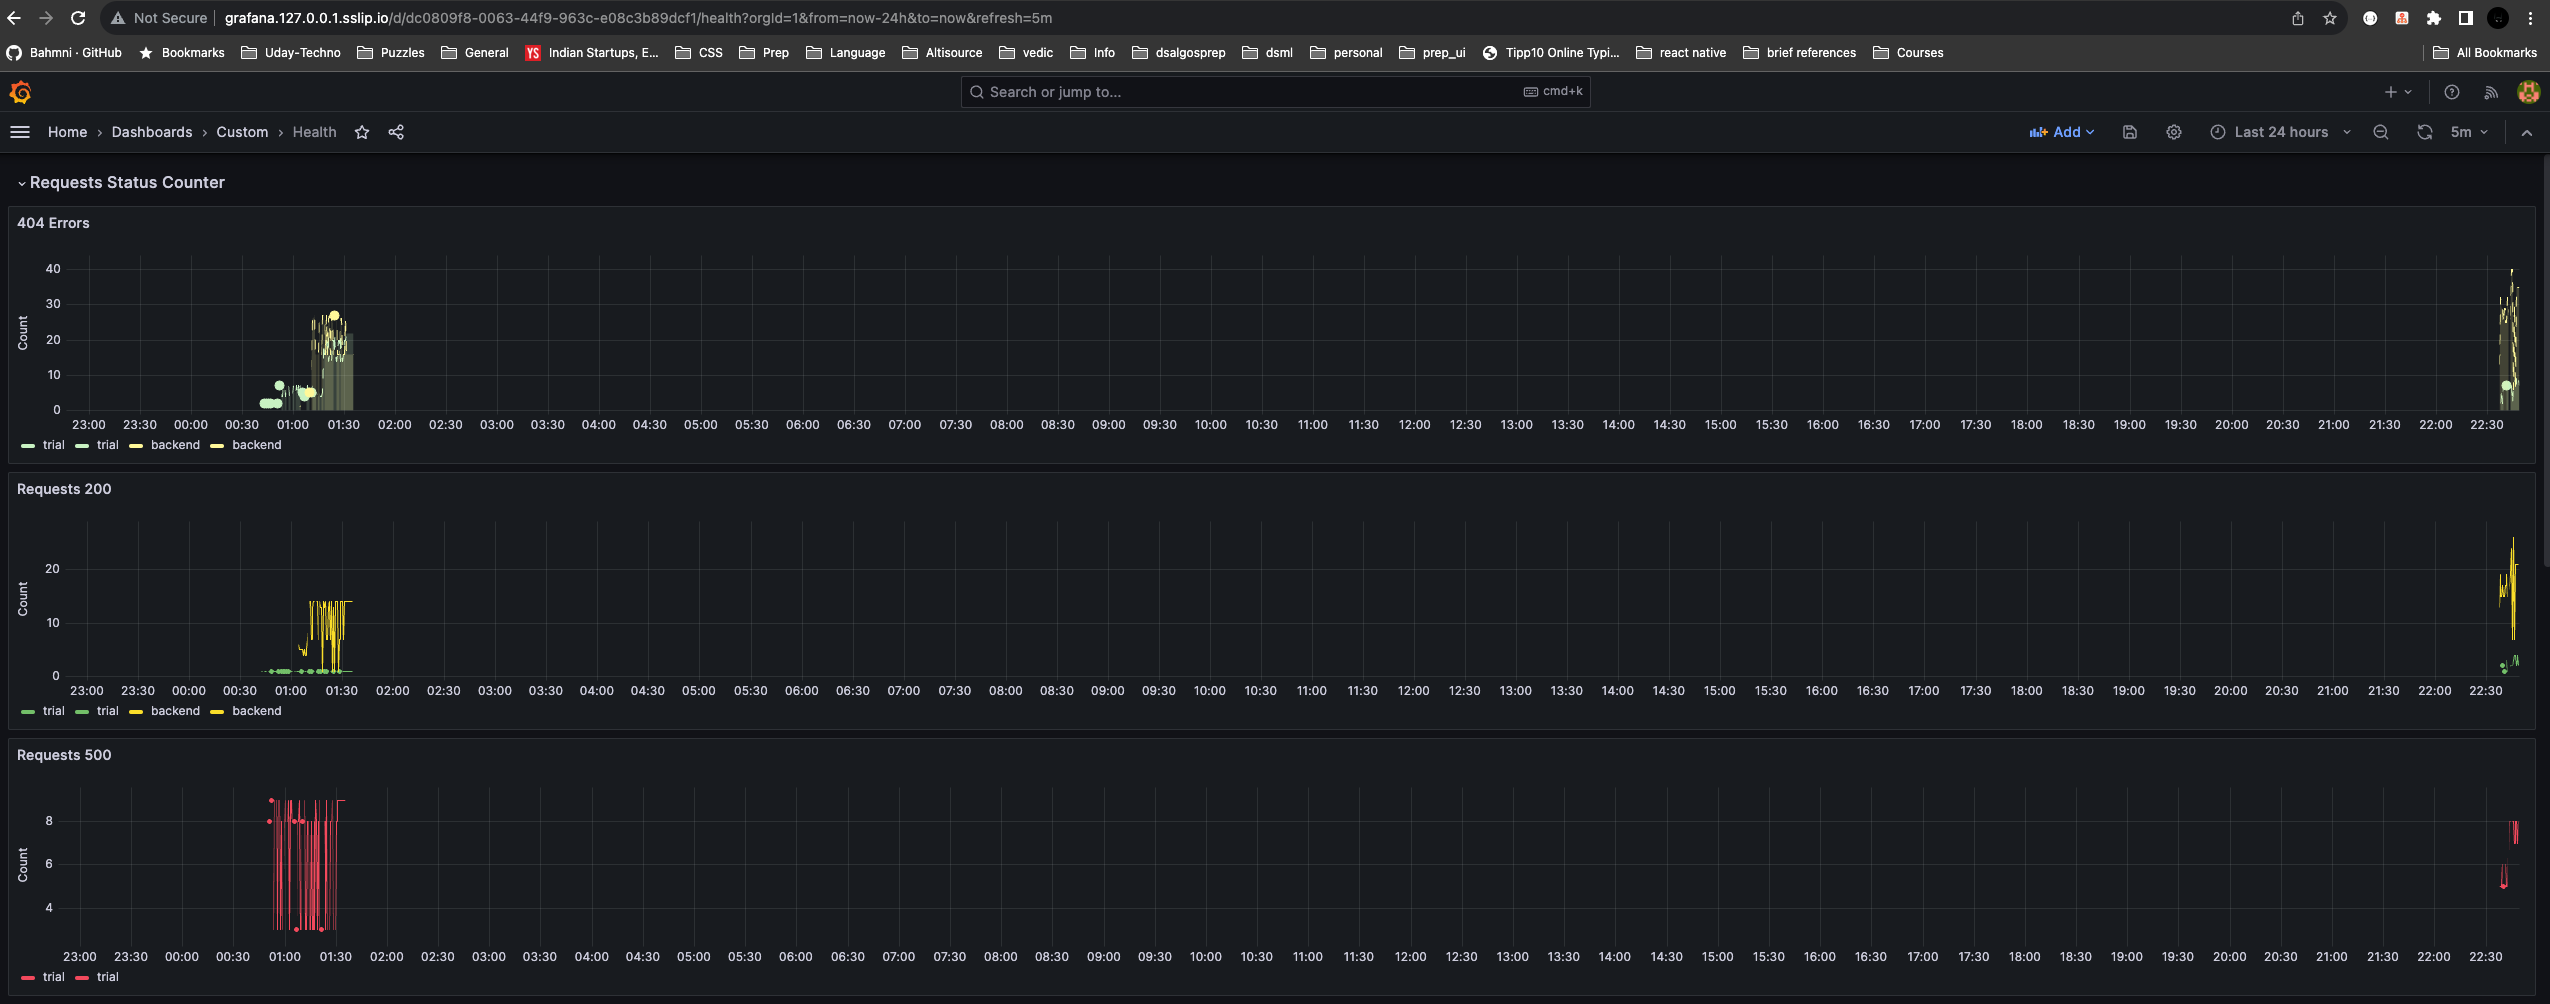 Not Secure grafana.127.0.0.1.sslip.io/d/dc0809f8-0063-44f9-963c-e08c3b89dcf1/health?orgId=1&from=now-24h&to=now&refresh=5m
Bahmni · GitHub Bookmarks Uday-Techno Puzzles General YS Indian Startups, E... CSS Prep Language Altisource vedic Info dsalgosprep dsml personal prep_ui Tipp10 Online Typi... react native brief references Courses All Bookmarks
Search or jump to... cmd+k
Home › Dashboards › Custom › Health Add Last 24 hours 5m
Requests Status Counter
404 Errors
Count
40
30
20
10
0
23:00 23:30 00:00 00:30 01:00 01:30 02:00 02:30 03:00 03:30 04:00 04:30 05:00 05:30 06:00 06:30 07:00 07:30 08:00 08:30 09:00 09:30 10:00 10:30 11:00 11:30 12:00 12:30 13:00 13:30 14:00 14:30 15:00 15:30 16:00 16:30 17:00 17:30 18:00 18:30 19:00 19:30 20:00 20:30 21:00 21:30 22:00 22:30
trial trial backend backend
Requests 200
Count
20
10
0
23:00 23:30 00:00 00:30 01:00 01:30 02:00 02:30 03:00 03:30 04:00 04:30 05:00 05:30 06:00 06:30 07:00 07:30 08:00 08:30 09:00 09:30 10:00 10:30 11:00 11:30 12:00 12:30 13:00 13:30 14:00 14:30 15:00 15:30 16:00 16:30 17:00 17:30 18:00 18:30 19:00 19:30 20:00 20:30 21:00 21:30 22:00 22:30
trial trial backend backend
Requests 500
Count
8
6
4
23:00 23:30 00:00 00:30 01:00 01:30 02:00 02:30 03:00 03:30 04:00 04:30 05:00 05:30 06:00 06:30 07:00 07:30 08:00 08:30 09:00 09:30 10:00 10:30 11:00 11:30 12:00 12:30 13:00 13:30 14:00 14:30 15:00 15:30 16:00 16:30 17:00 17:30 18:00 18:30 19:00 19:30 20:00 20:30 21:00 21:30 22:00 22:30
trial trial